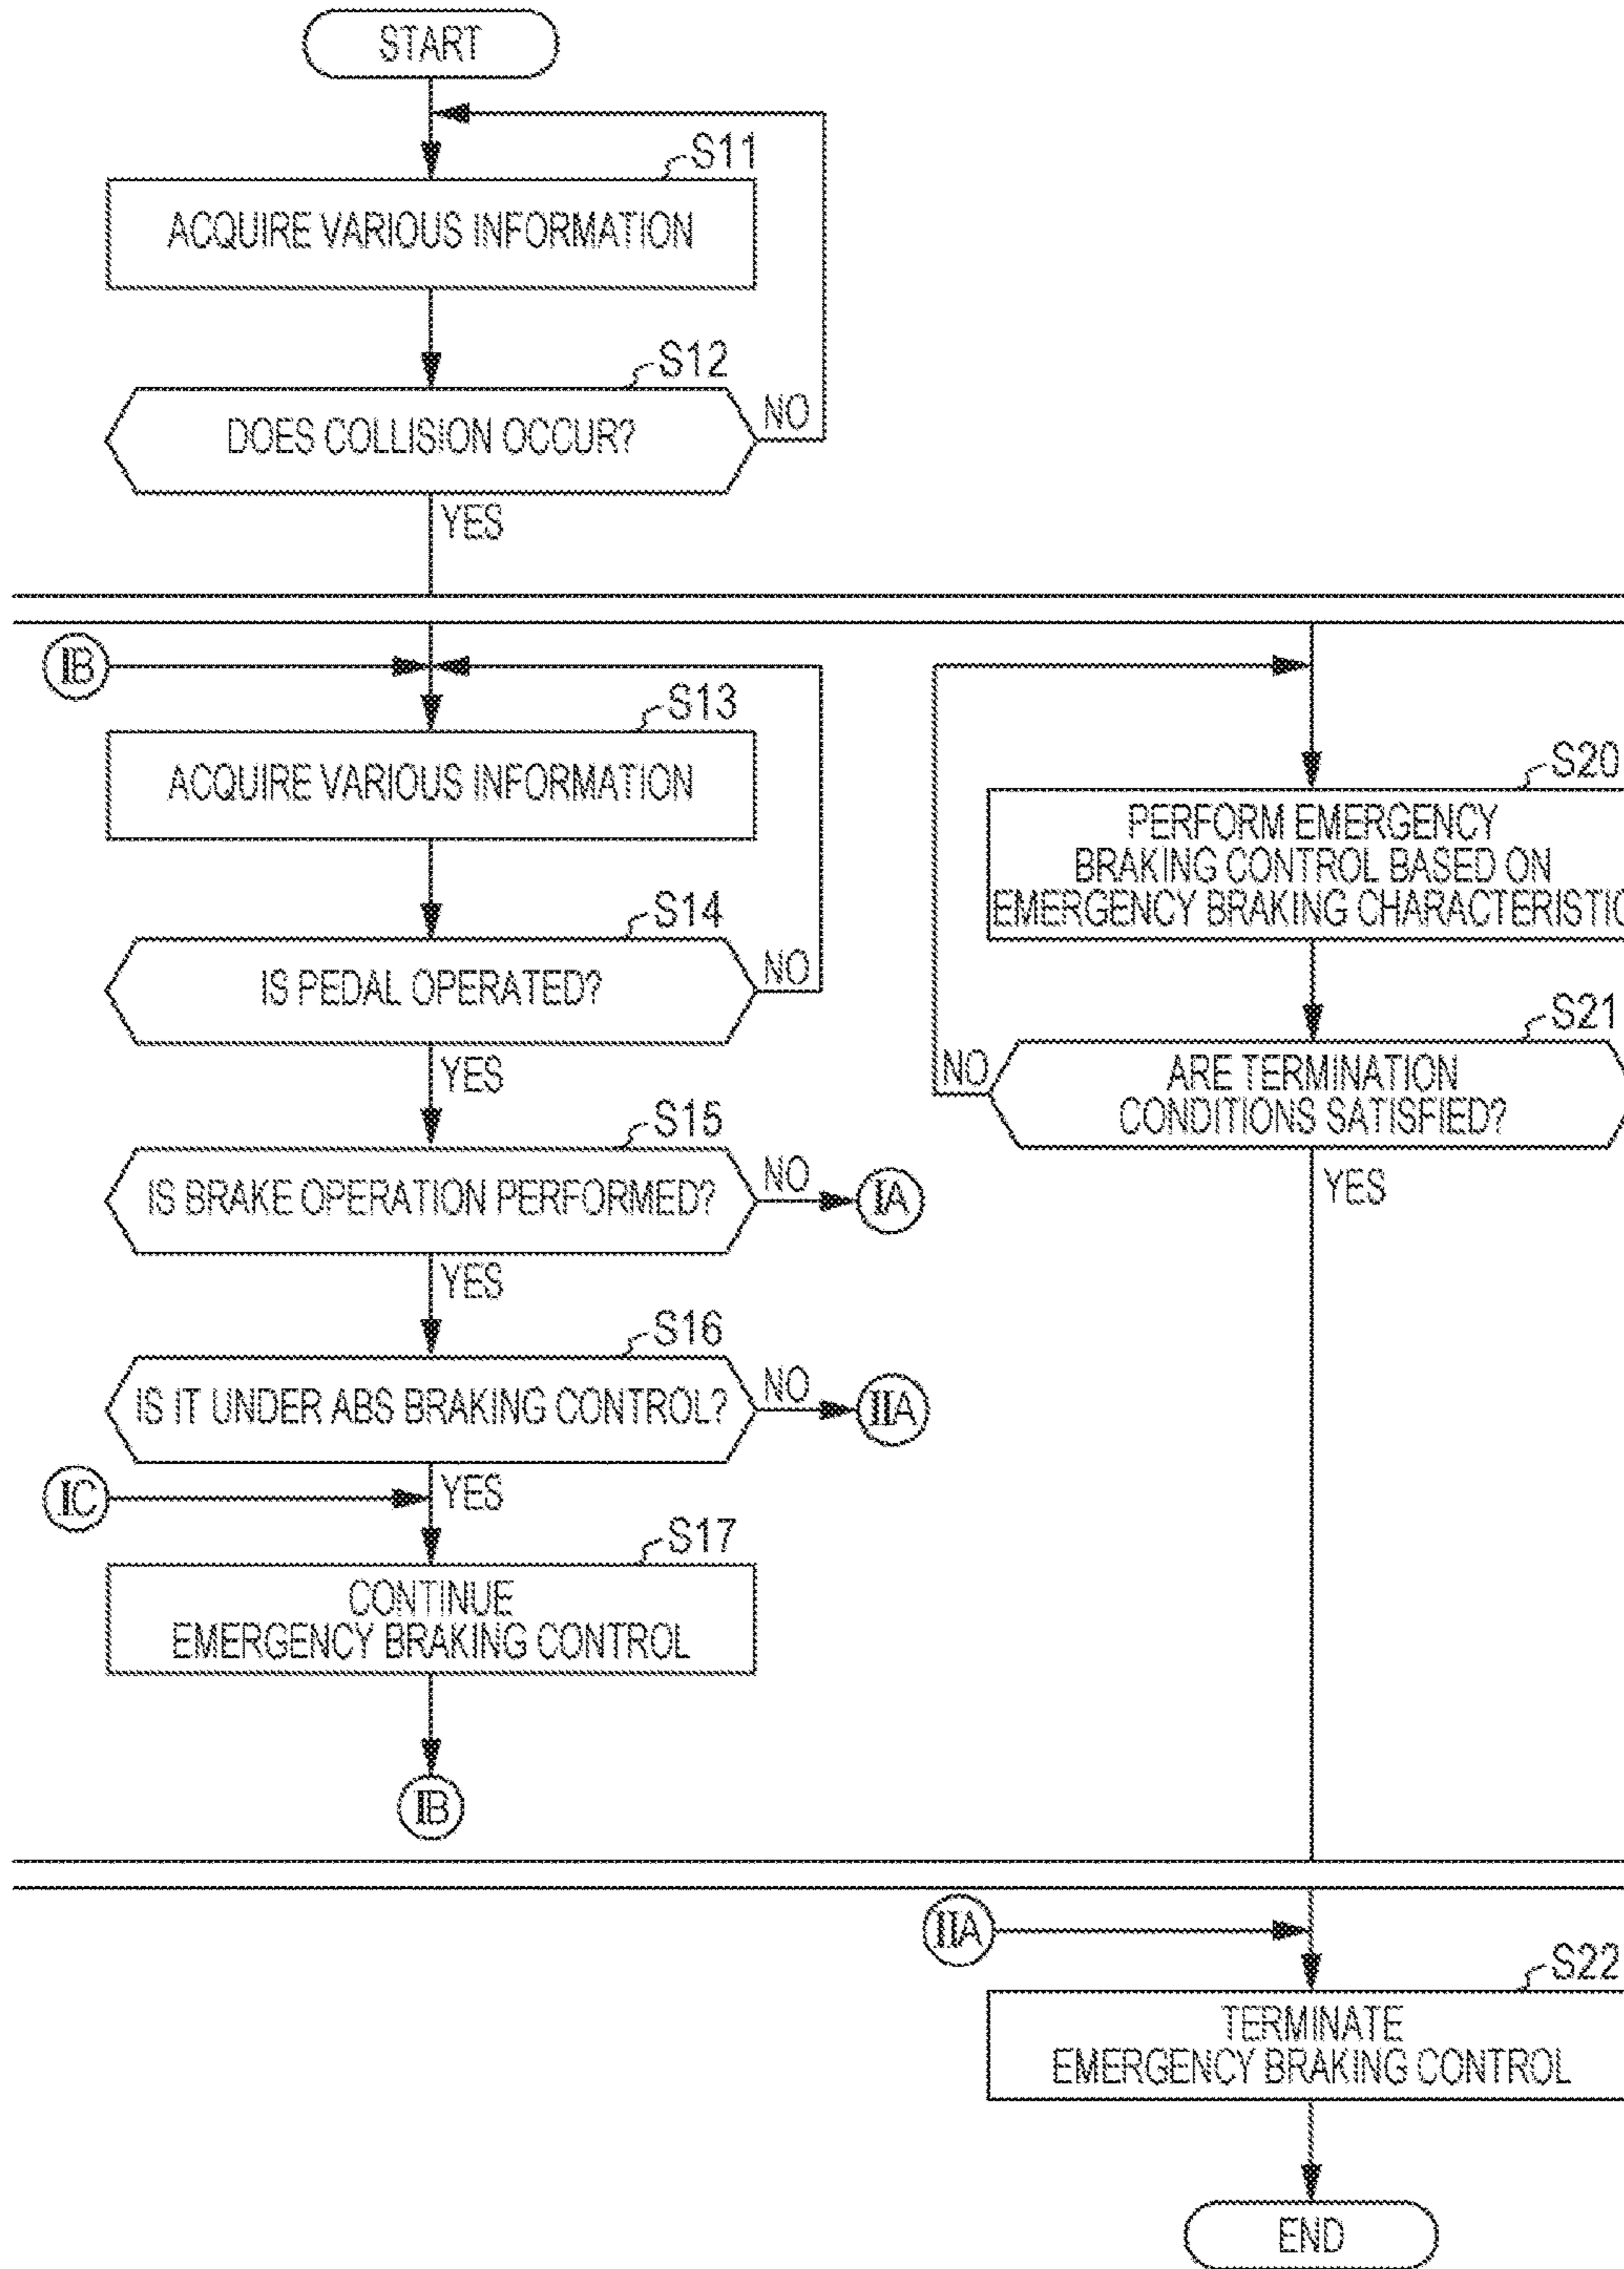 START
S11
ACQUIRE VARIOUS INFORMATION
S12
DOES COLLISION OCCUR?
NO
YES
IB
S13
ACQUIRE VARIOUS INFORMATION
S14
IS PEDAL OPERATED?
NO
YES
S15
IS BRAKE OPERATION PERFORMED?
NO
IA
YES
S16
IS IT UNDER ABS BRAKING CONTROL?
NO
IIA
YES
IC
S17
CONTINUE
EMERGENCY BRAKING CONTROL
IB
S20
PERFORM EMERGENCY
BRAKING CONTROL BASED ON
EMERGENCY BRAKING CHARACTERISTIC
S21
ARE TERMINATION
CONDITIONS SATISFIED?
NO
YES
IIA
S22
TERMINATE
EMERGENCY BRAKING CONTROL
END